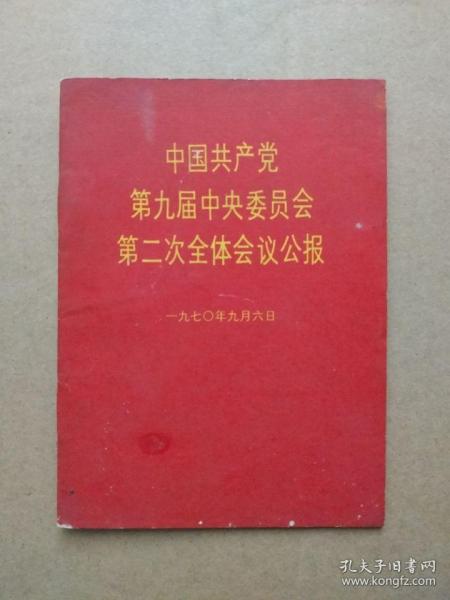 中国共产党
第九届中央委员会
第二次全体会议公报
一九七〇年九月六日
孔夫子旧书网
www.kongfz.com